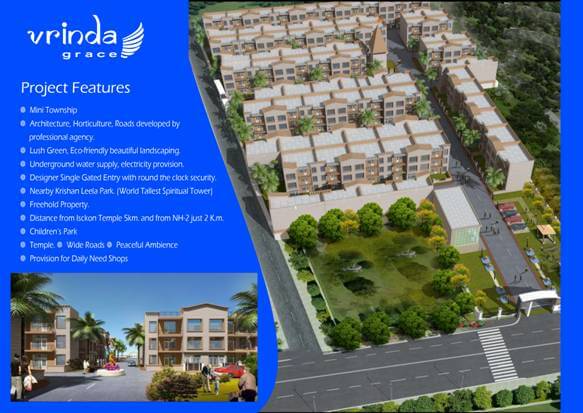 vrinda
grace
Project Features
Mini Township
Architecture, Horticulture, Roads developed by
professional agency.
Lush Green, Eco-friendly beautiful landscaping.
Underground water supply, electricity provision.
Designer Single Gated Entry with round the clock security.
Nearby Krishan Leela Park. (World Tallest Spiritual Tower)
Freehold Property.
Distance from Isckon Temple 5km. and from NH-2 just 2 K.m.
Children's Park
Temple. Wide Roads Peaceful Ambience
Provision for Daily Need Shops